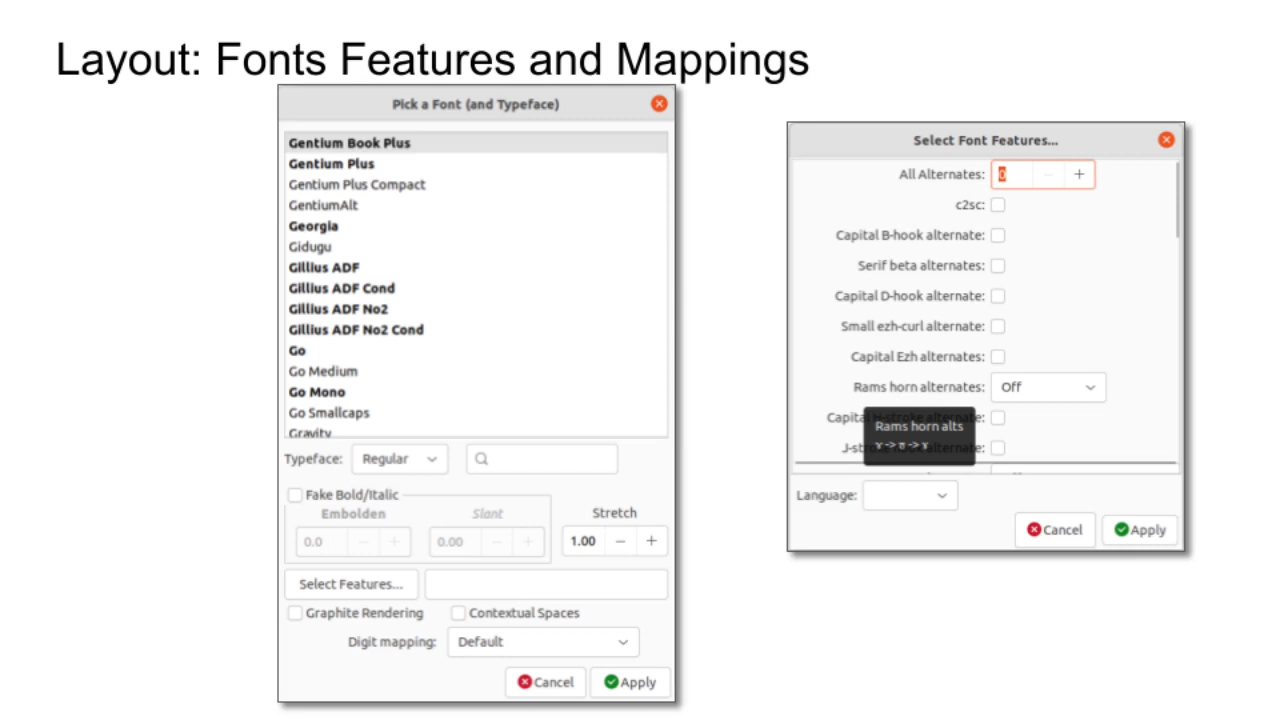 Layout: Fonts Features and Mappings
Pick a Font (and Typeface)
Gentium Book Plus
Gentium Plus
Gentium Plus Compact
GentiumAlt
Georgia
Gidugu
Gillius ADF
Gillius ADF Cond
Gillius ADF No2
Gillius ADF No2 Cond
Go
Go Medium
Go Mono
Go Smallcaps
Gravity
Typeface: Regular
Fake Bold/Italic
Embolden Slant Stretch
0.0 − + 0.00 − + 1.00 − +
Select Features...
Graphite Rendering Contextual Spaces
Digit mapping: Default
Cancel Apply
Select Font Features...
All Alternates: 0 − +
c2sc:
Capital B-hook alternate:
Serif beta alternates:
Capital D-hook alternate:
Small ezh-curl alternate:
Capital Ezh alternates:
Rams horn alternates: Off
Capital H-stroke alternate:
Rams horn alts
Language:
Cancel Apply